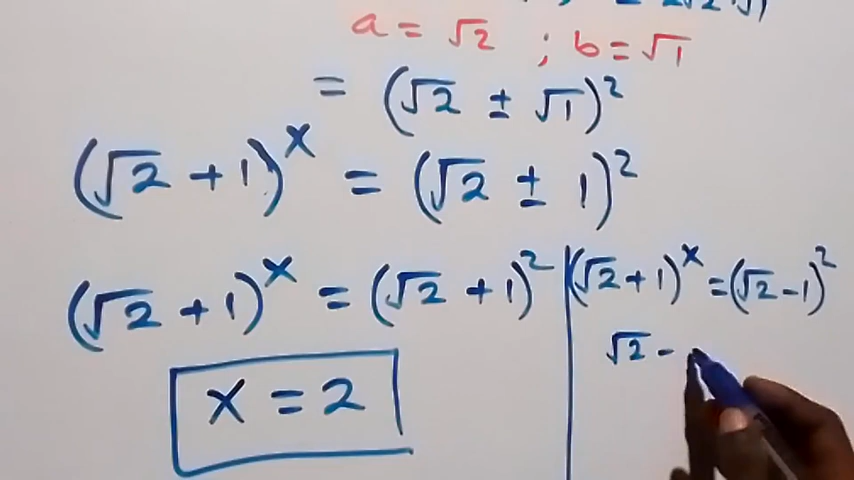 a = √2 ; b = √1
= (√2 ± √1)²
(√2 + 1)ˣ = (√2 ± 1)²
(√2 + 1)ˣ = (√2 + 1)²
x = 2
(√2 + 1)ˣ = (√2 - 1)²
√2 -